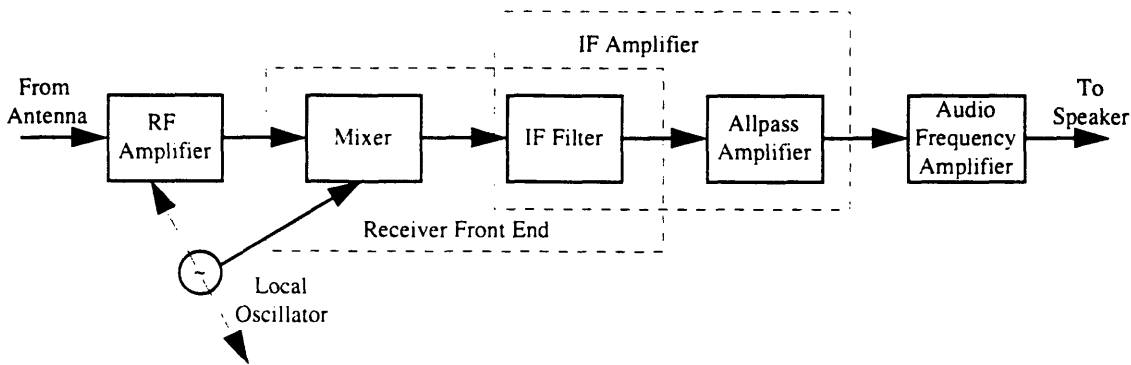 IF Amplifier
From
Antenna
RF
Amplifier
Mixer
IF Filter
Allpass
Amplifier
Audio
Frequency
Amplifier
To
Speaker
Receiver Front End
~
Local
Oscillator